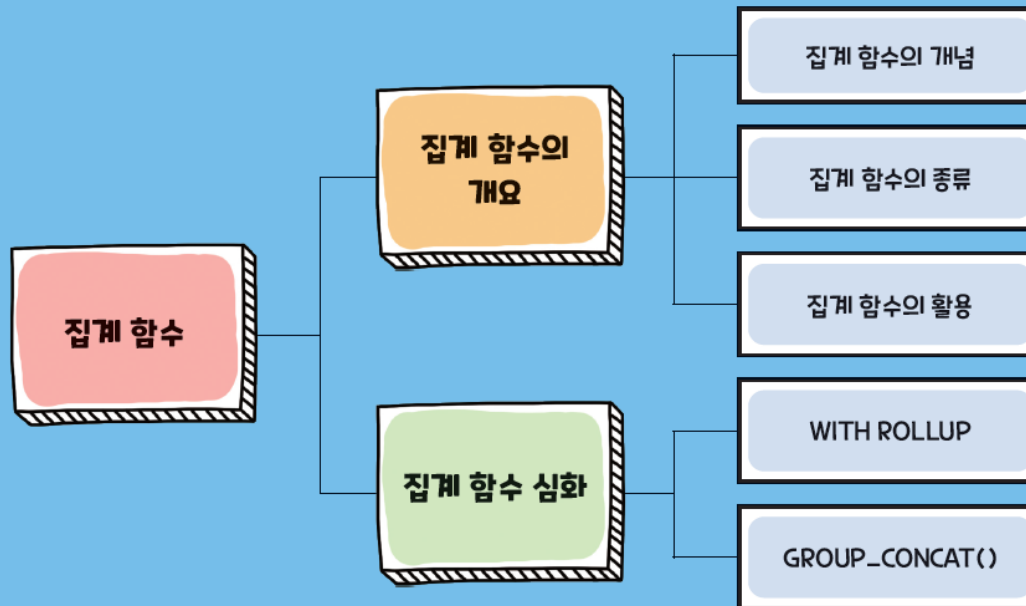 집계 함수
집계 함수의
개요
집계 함수의 개념
집계 함수의 종류
집계 함수의 활용
집계 함수 심화
WITH ROLLUP
GROUP_CONCAT()